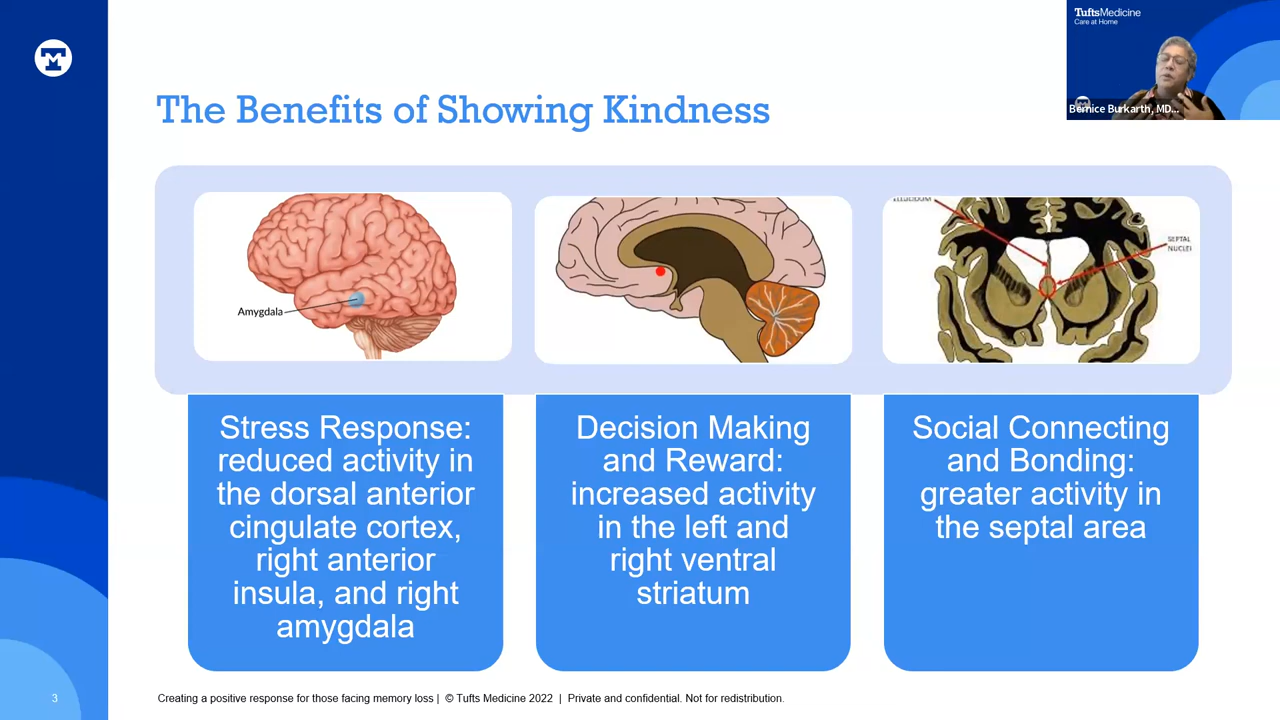 TuftsMedicine
Care at Home
Bernice Burkarth, MD...
The Benefits of Showing Kindness
Amygdala
SEPTAL
NUCLEI
Stress Response:
reduced activity in
the dorsal anterior
cingulate cortex,
right anterior
insula, and right
amygdala
Decision Making
and Reward:
increased activity
in the left and
right ventral
striatum
Social Connecting
and Bonding:
greater activity in
the septal area
3
Creating a positive response for those facing memory loss | © Tufts Medicine 2022 | Private and confidential. Not for redistribution.